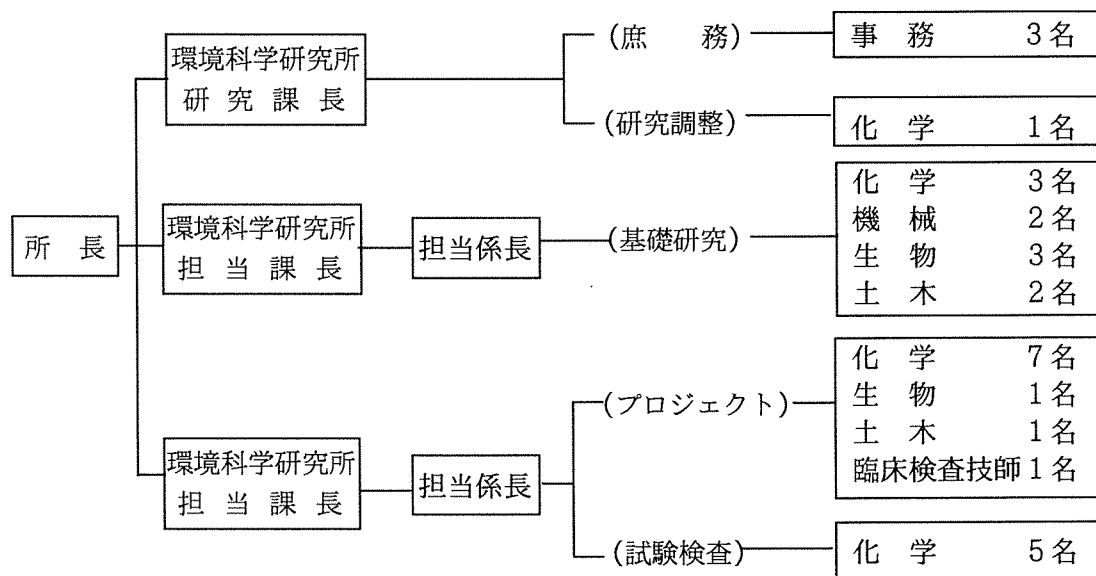 環境科学研究所
研究課長
(庶　務)
事務　3名
(研究調整)
化学　1名
所長
環境科学研究所
担当課長
担当係長
(基礎研究)
化学　3名
機械　2名
生物　3名
土木　2名
環境科学研究所
担当課長
担当係長
(プロジェクト)
化学　7名
生物　1名
土木　1名
臨床検査技師1名
(試験検査)
化学　5名